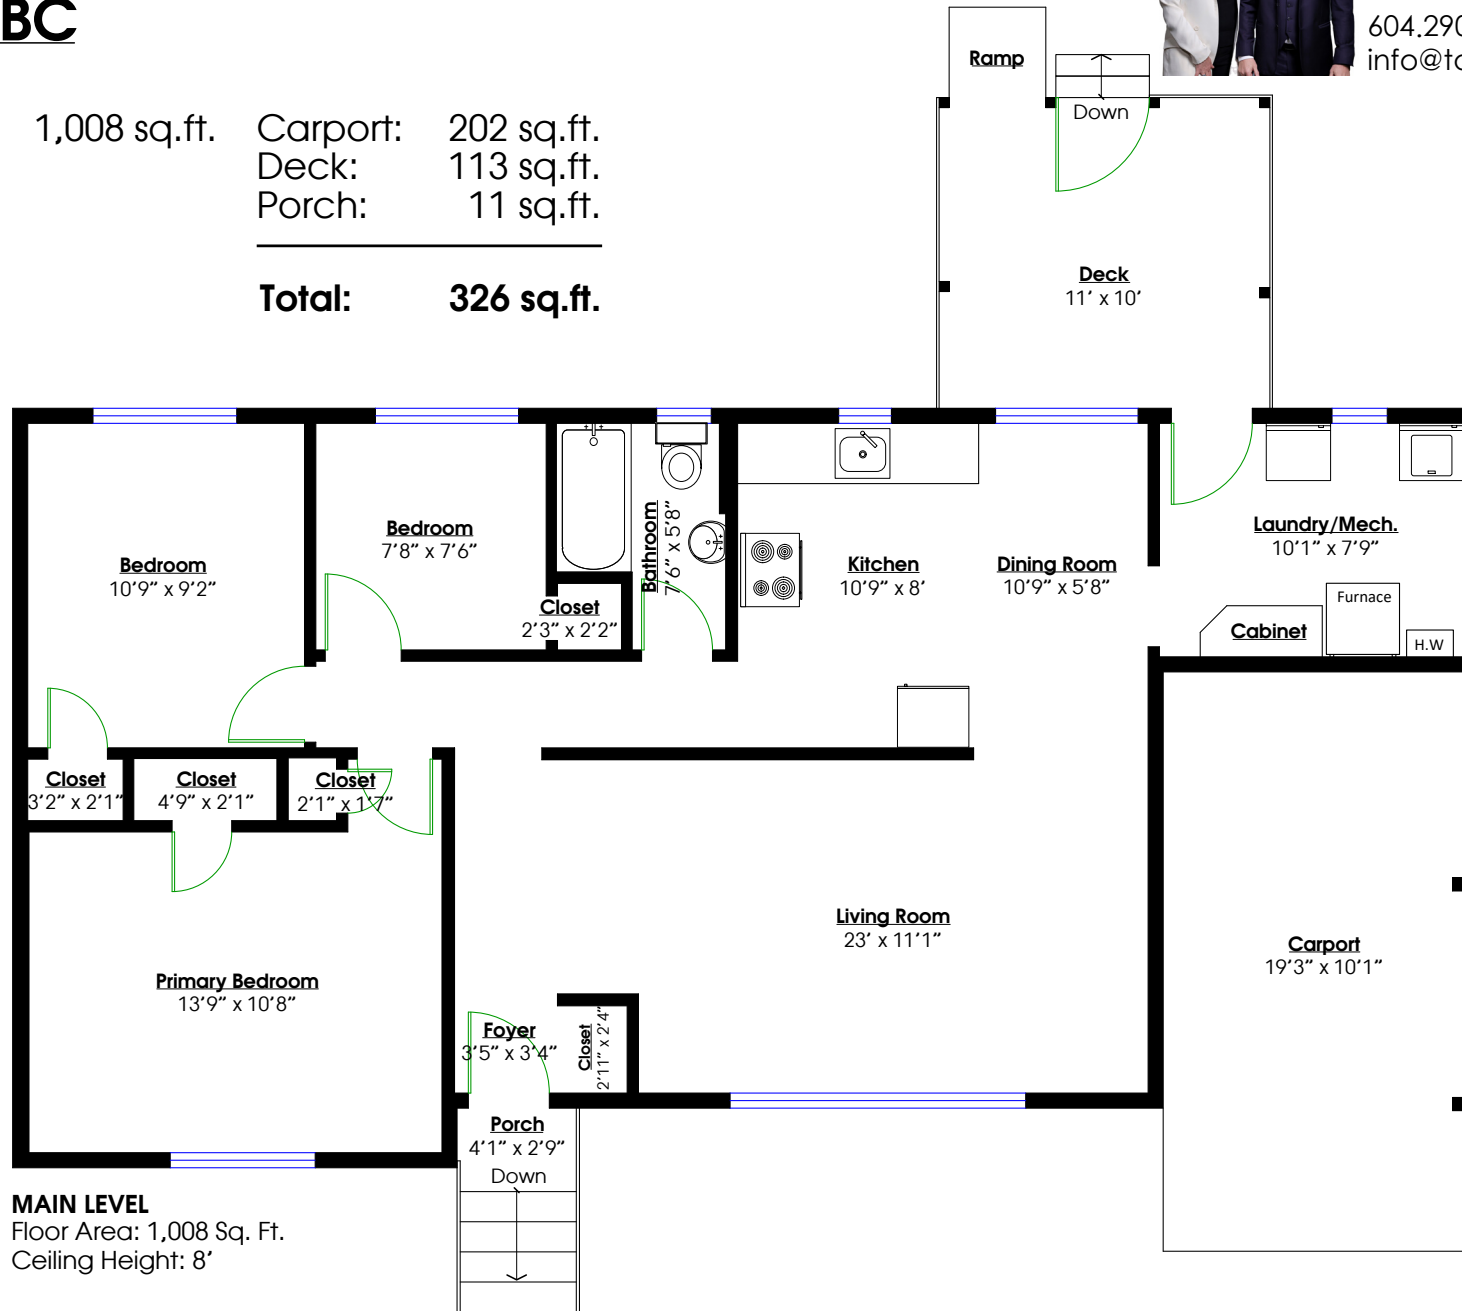 BC
604.290
info@to
1,008 sq.ft.
Carport: 202 sq.ft.
Deck: 113 sq.ft.
Porch: 11 sq.ft.
Total: 326 sq.ft.
Ramp
Down
Deck
11' x 10'
Bedroom
10'9" x 9'2"
Bedroom
7'8" x 7'6"
Closet
2'3" x 2'2"
Bathroom
7'6" x 5'8"
Kitchen
10'9" x 8'
Dining Room
10'9" x 5'8"
Laundry/Mech.
10'1" x 7'9"
Cabinet
Furnace
H.W
Closet
3'2" x 2'1"
Closet
4'9" x 2'1"
Closet
2'1" x 1'7"
Primary Bedroom
13'9" x 10'8"
Living Room
23' x 11'1"
Carport
19'3" x 10'1"
Foyer
3'5" x 3'4"
Closet
2'11" x 2'4"
Porch
4'1" x 2'9"
Down
MAIN LEVEL
Floor Area: 1,008 Sq. Ft.
Ceiling Height: 8'